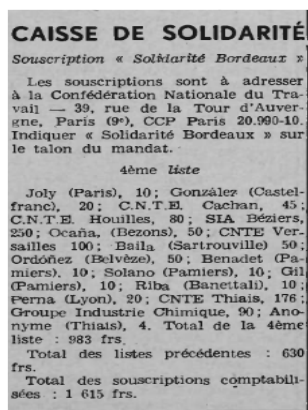 CAISSE DE SOLIDARITÉ
Souscription « Solidarité Bordeaux »
Les souscriptions sont à adresser
à la Confédération Nationale du Tra-
vail — 39, rue de la Tour d'Auver-
gne, Paris (9e), CCP Paris 20.990-10.
Indiquer « Solidarité Bordeaux » sur
le talon du mandat.
4ème liste
Joly (Paris), 10 ; González (Castel-
franc), 20 ; C.N.T.E. Cachan, 45 ;
C.N.T.E. Houilles, 80 ; SIA Béziers,
250 ; Ocaña, (Bezons), 50 ; CNTE Ver-
sailles 100 ; Baila (Sartrouville) 50 ;
Ordóñez (Belvèze), 50 ; Benadet (Pa-
miers), 10 ; Solano (Pamiers), 10 ; Gil
(Pamiers), 10 ; Riba (Banettali), 10 ;
Perna (Lyon), 20 ; CNTE Thiais, 176 ;
Groupe Industrie Chimique, 90 ; Ano-
nyme (Thiais), 4. Total de la 4ème
liste : 983 frs.
Total des listes précédentes : 630
frs.
Total des souscriptions comptabili-
sées : 1 615 frs.